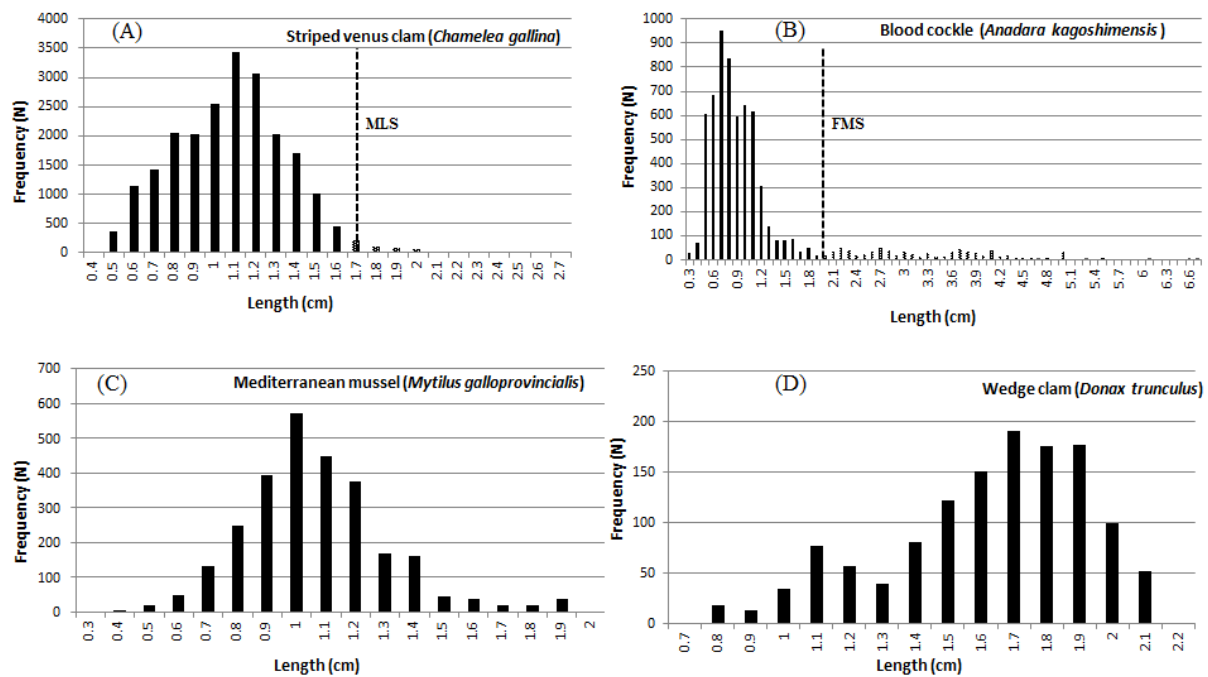 (A)
Striped venus clam (Chamelea gallina)
Frequency (N)
4000
3500
3000
2500
2000
1500
1000
500
0
MLS
0.4 0.5 0.6 0.7 0.8 0.9 1 1.1 1.2 1.3 1.4 1.5 1.6 1.7 1.8 1.9 2 2.1 2.2 2.3 2.4 2.5 2.6 2.7
Length (cm)
(B)
Blood cockle (Anadara kagoshimensis )
Frequency (N)
1000
900
800
700
600
500
400
300
200
100
0
FMS
0.3 0.6 0.9 1.2 1.5 1.8 2.1 2.4 2.7 3 3.3 3.6 3.9 4.2 4.5 4.8 5.1 5.4 5.7 6 6.3 6.6
Length (cm)
(C)
Mediterranean mussel (Mytilus galloprovincialis)
Frequency (N)
700
600
500
400
300
200
100
0
0.3 0.4 0.5 0.6 0.7 0.8 0.9 1 1.1 1.2 1.3 1.4 1.5 1.6 1.7 1.8 1.9 2
Length (cm)
(D)
Wedge clam (Donax trunculus)
Frequency (N)
250
200
150
100
50
0
0.7 0.8 0.9 1 1.1 1.2 1.3 1.4 1.5 1.6 1.7 1.8 1.9 2 2.1 2.2
Length (cm)